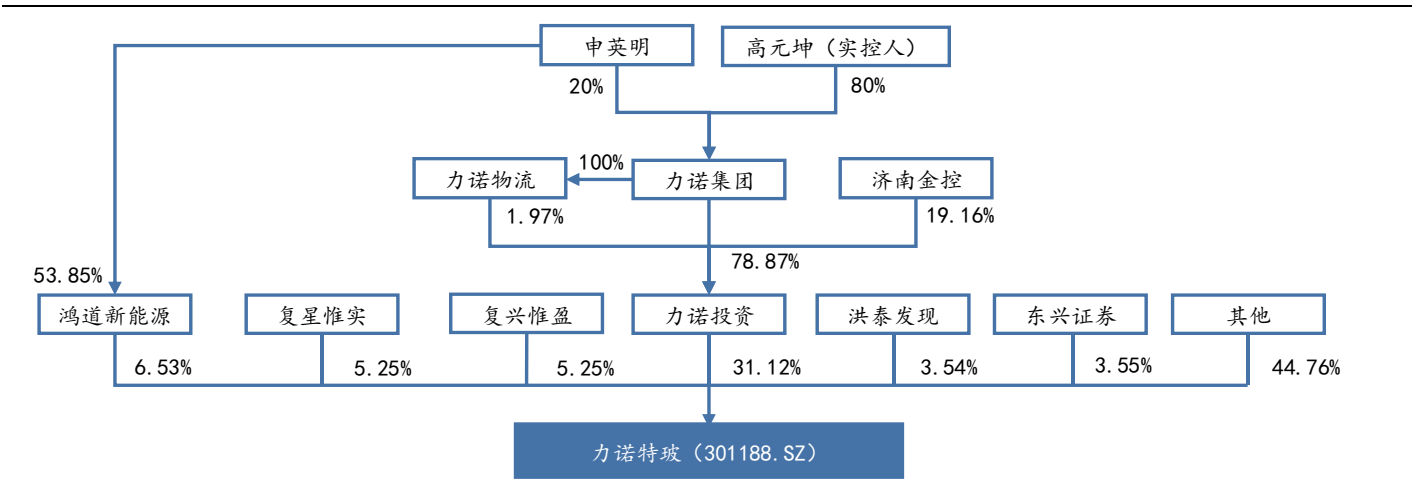 申英明
高元坤（实控人）
20%
80%
力诺物流
100%
力诺集团
济南金控
1.97%
19.16%
53.85%
78.87%
鸿道新能源
复星惟实
复兴惟盈
力诺投资
洪泰发现
东兴证券
其他
6.53%
5.25%
5.25%
31.12%
3.54%
3.55%
44.76%
力诺特玻（301188.SZ）